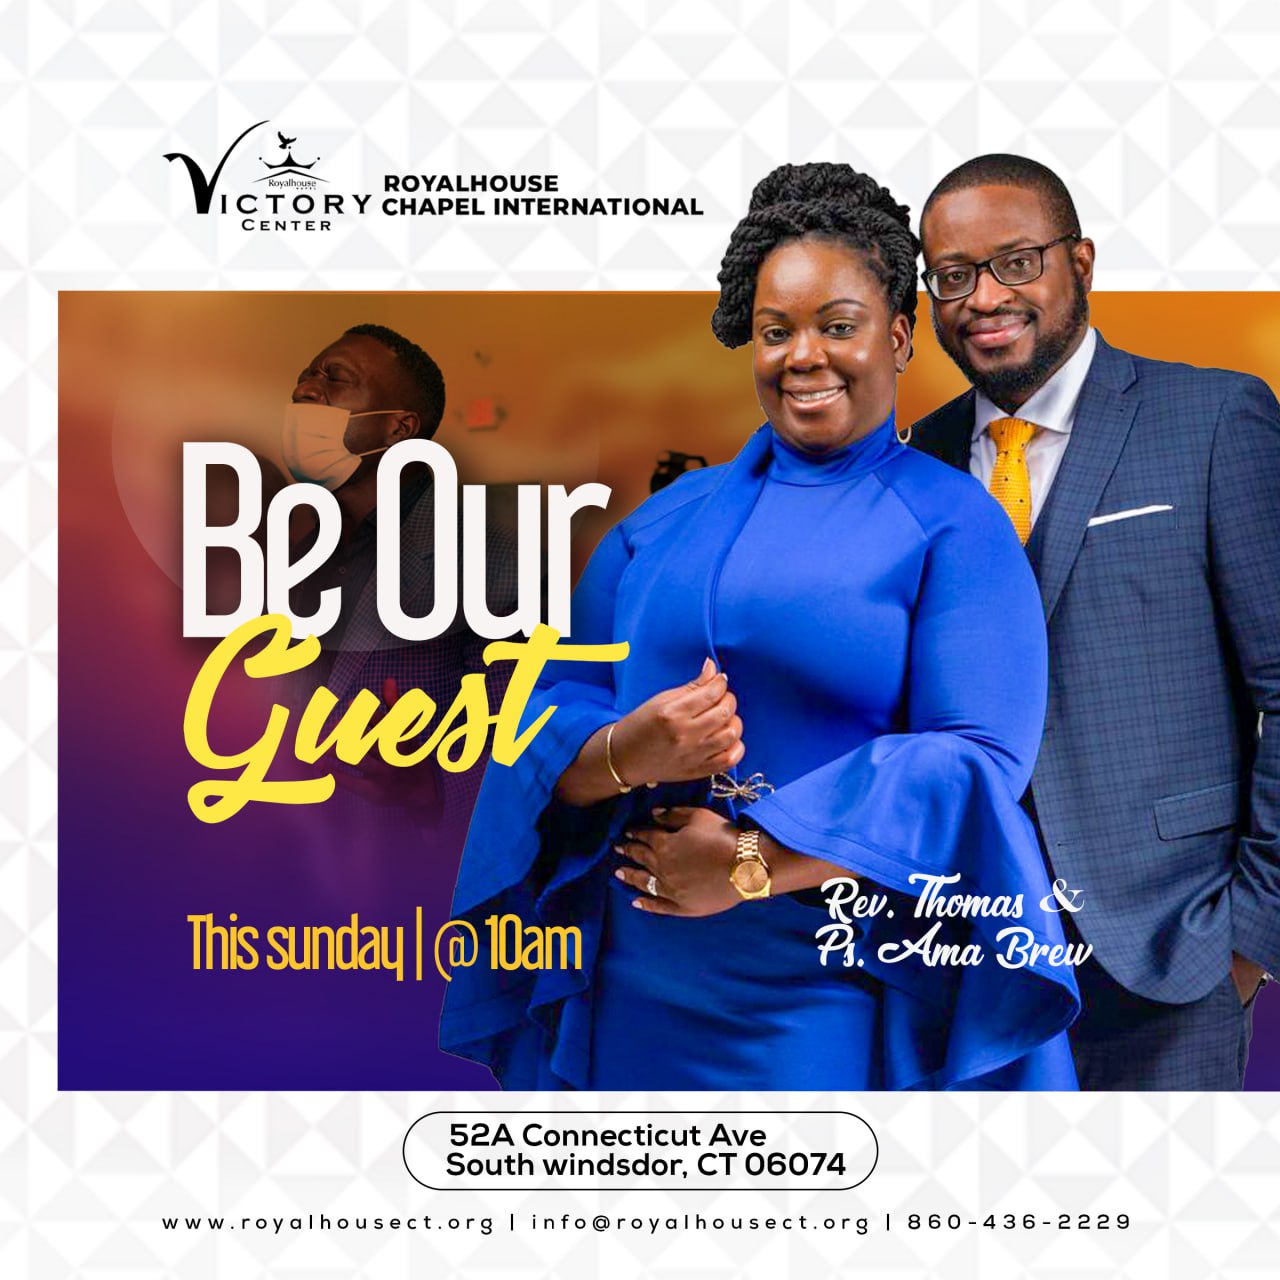 Royalhouse
VICTORY
CENTER
ROYALHOUSE
CHAPEL INTERNATIONAL
Be Our
Guest
This sunday | @ 10am
Rev. Thomas &
Ps. Ama Brew
52A Connecticut Ave
South windsdor, CT 06074
www.royalhousect.org | info@royalhousect.org | 860-436-2229